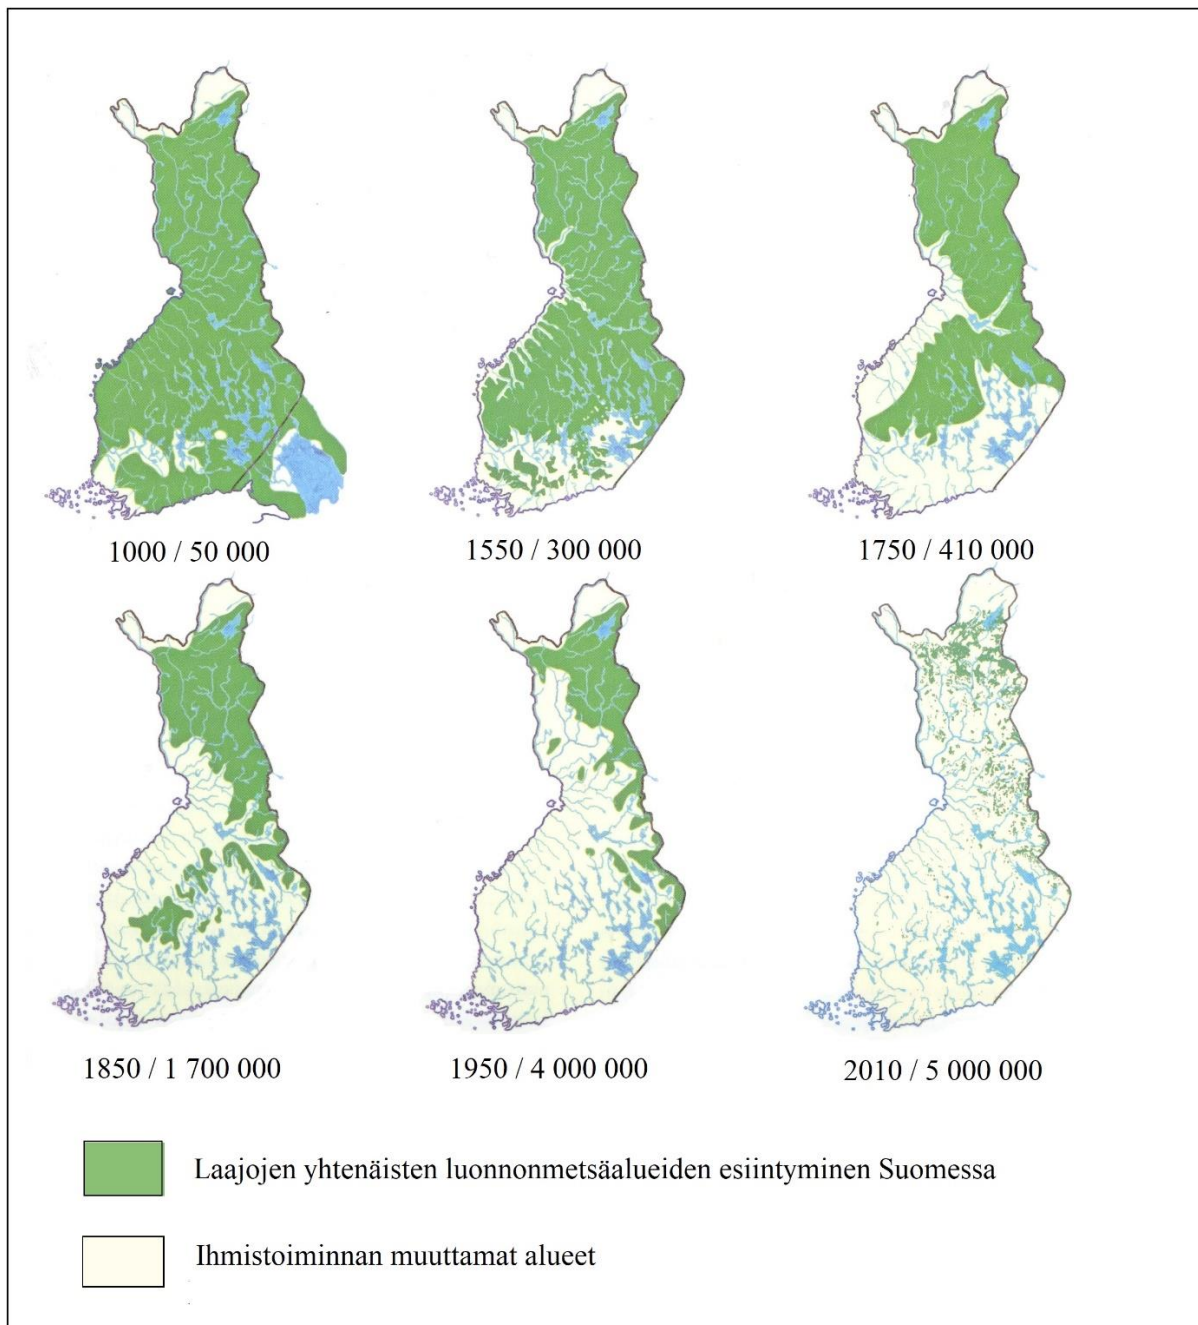 1000 / 50 000
1550 / 300 000
1750 / 410 000
1850 / 1 700 000
1950 / 4 000 000
2010 / 5 000 000
Laajojen yhtenäisten luonnonmetsäalueiden esiintyminen Suomessa
Ihmistoiminnan muuttamat alueet